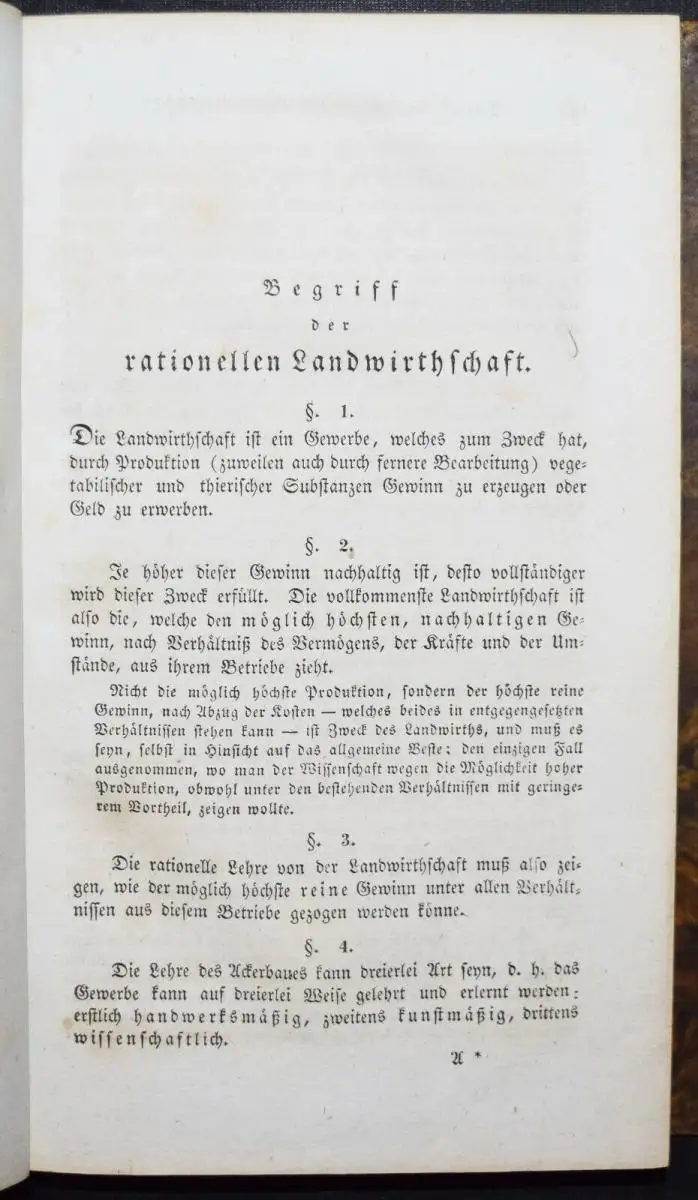 Begriff
der
rationellen Landwirthschaft.
§. 1.
Die Landwirthschaft ist ein Gewerbe, welches zum Zweck hat,
durch Produktion (zuweilen auch durch fernere Bearbeitung) vege-
tabilischer und thierischer Substanzen Gewinn zu erzeugen oder
Geld zu erwerben.
§. 2.
Je höher dieser Gewinn nachhaltig ist, desto vollständiger
wird dieser Zweck erfüllt. Die vollkommenste Landwirthschaft ist
also die, welche den möglich höchsten, nachhaltigen Ge-
winn, nach Verhältniß des Vermögens, der Kräfte und der Um-
stände, aus ihrem Betriebe zieht.
Nicht die möglich höchste Produktion, sondern der höchste reine
Gewinn, nach Abzug der Kosten — welches beides in entgegengesetzten
Verhältnissen stehen kann — ist Zweck des Landwirths, und muß es
seyn, selbst in Hinsicht auf das allgemeine Beste: den einzigen Fall
ausgenommen, wo man der Wissenschaft wegen die Möglichkeit hoher
Produktion, obwohl unter den bestehenden Verhältnissen mit geringe-
rem Vortheil, zeigen wollte.
§. 3.
Die rationelle Lehre von der Landwirthschaft muß also zei-
gen, wie der möglich höchste reine Gewinn unter allen Verhält-
nissen aus diesem Betriebe gezogen werden könne.
§. 4.
Die Lehre des Ackerbaues kann dreierlei Art seyn, d. h. das
Gewerbe kann auf dreierlei Weise gelehrt und erlernt werden:
erstlich handwerksmäßig, zweitens kunstmäßig, drittens
wissenschaftlich.
A *